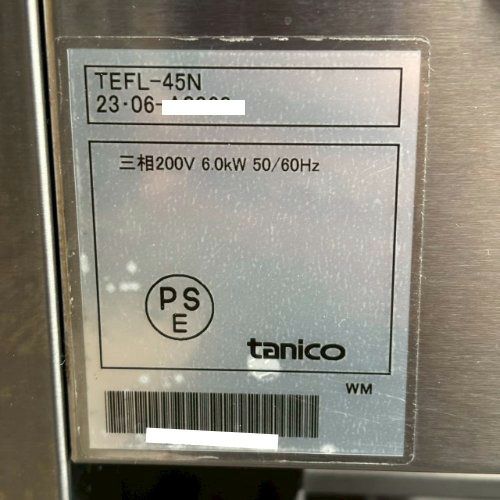 TEFL-45N
23·06-
三相200V 6.0kW 50/60Hz
PS
E
tanico
WM